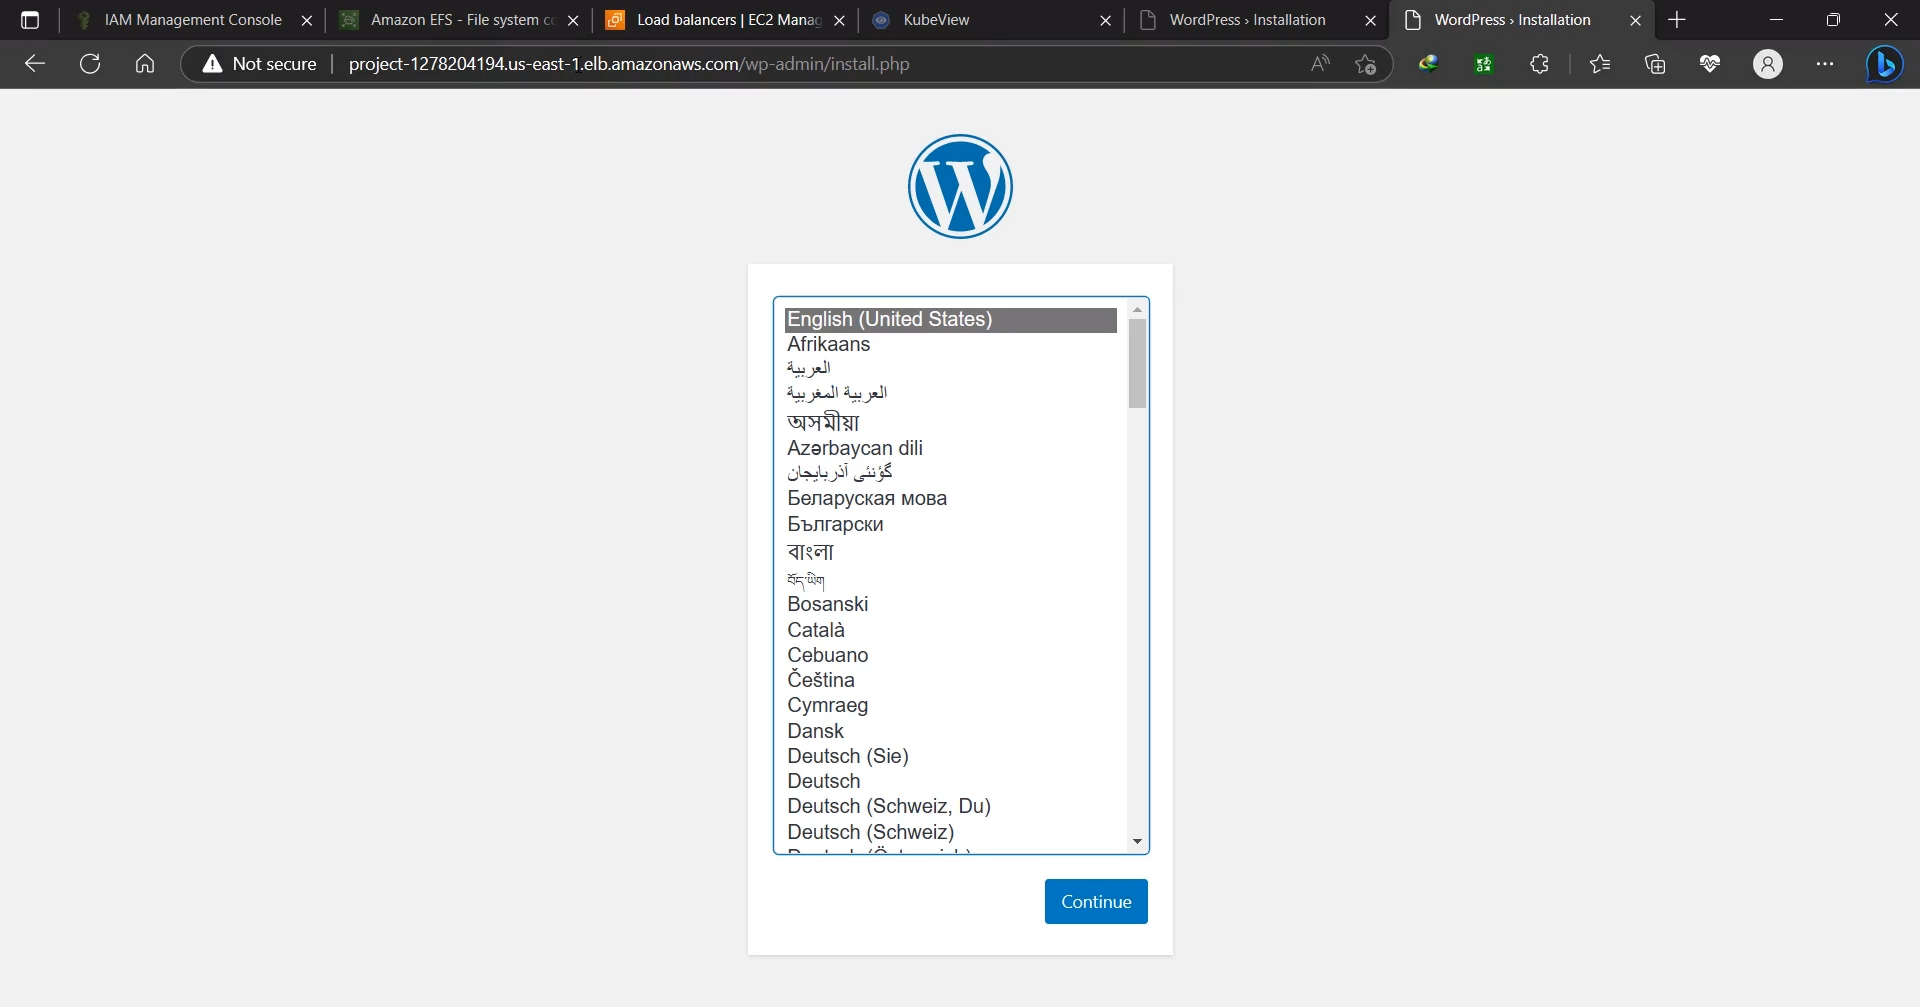 IAM Management Console
Amazon EFS - File system cc
Load balancers | EC2 Manag
KubeView
WordPress › Installation
WordPress › Installation
Not secure
project-1278204194.us-east-1.elb.amazonaws.com/wp-admin/install.php
English (United States)
Afrikaans
العربية
العربية المغربية
অসমীয়া
Azərbaycan dili
گؤنئی آذربایجان
Беларуская мова
Български
বাংলা
བོད་ཡིག
Bosanski
Català
Cebuano
Čeština
Cymraeg
Dansk
Deutsch (Sie)
Deutsch
Deutsch (Schweiz, Du)
Deutsch (Schweiz)
Continue